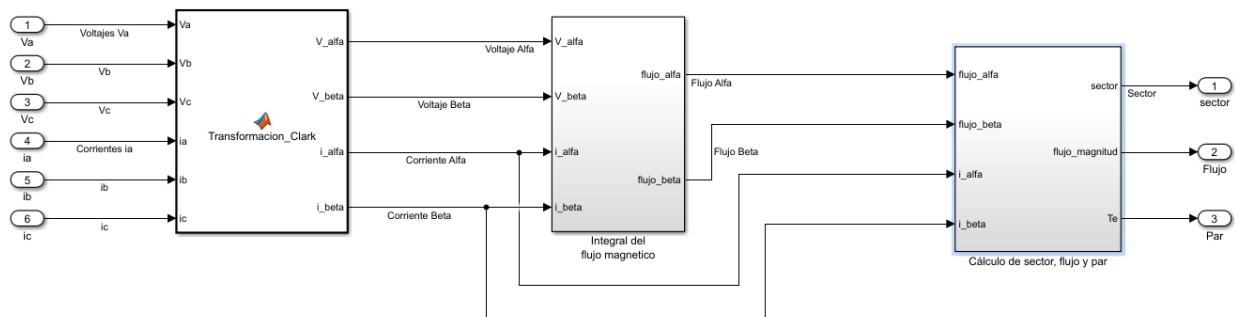 1
Va
Voltajes Va
2
Vb
Vb
3
Vc
Vc
4
ia
Corrientes ia
5
ib
ib
6
ic
ic
Va
Vb
Vc
ia
ib
ic
Transformacion_Clark
V_alfa
V_beta
i_alfa
i_beta
Voltaje Alfa
Voltaje Beta
Corriente Alfa
Corriente Beta
V_alfa
V_beta
i_alfa
i_beta
flujo_alfa
flujo_beta
Integral del
flujo magnetico
Flujo Alfa
Flujo Beta
flujo_alfa
flujo_beta
i_alfa
i_beta
sector
flujo_magnitud
Te
Cálculo de sector, flujo y par
Sector
1
sector
2
Flujo
3
Par